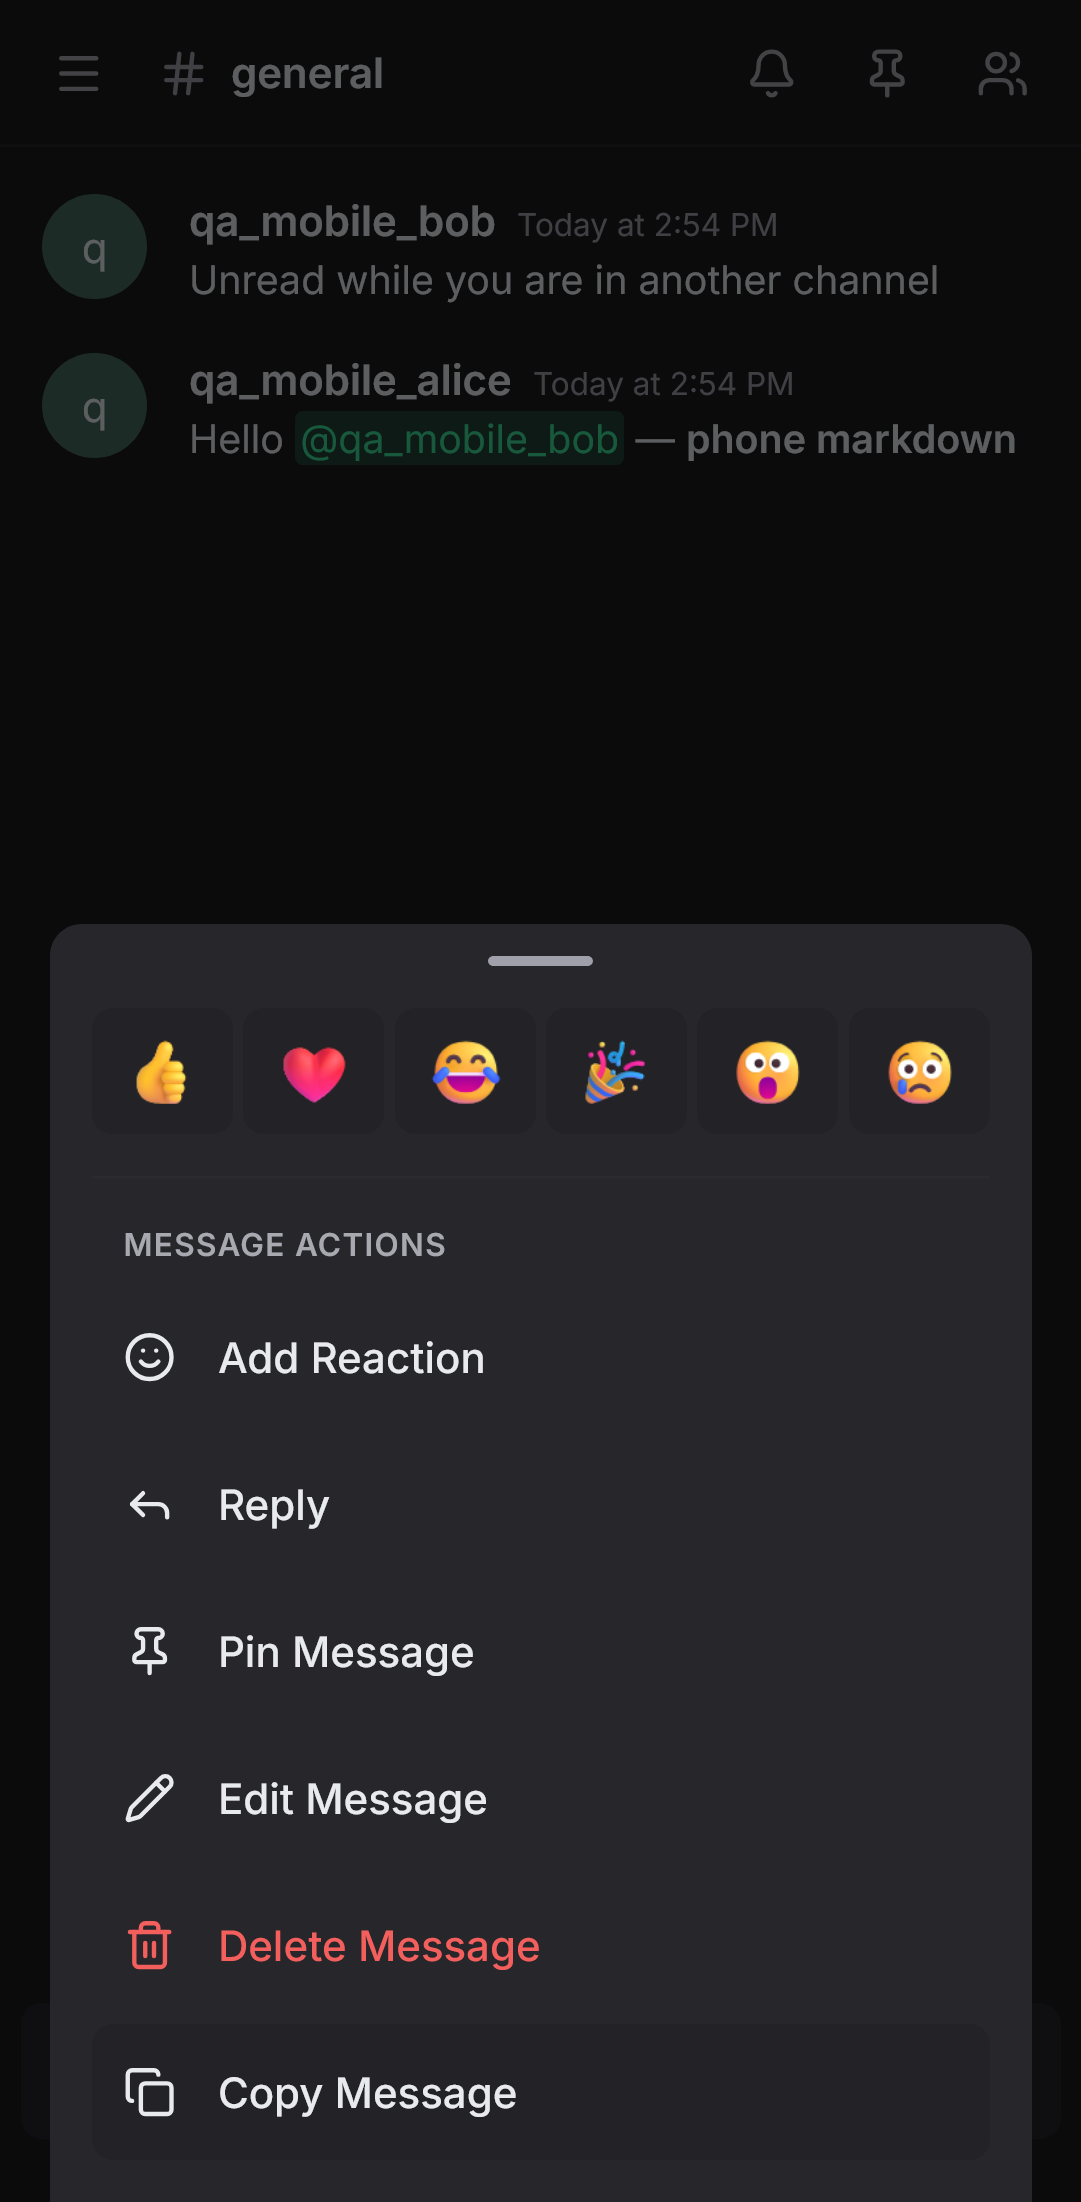 # general
q
qa_mobile_bob Today at 2:54 PM
Unread while you are in another channel
q
qa_mobile_alice Today at 2:54 PM
Hello @qa_mobile_bob — phone markdown
MESSAGE ACTIONS
Add Reaction
Reply
Pin Message
Edit Message
Delete Message
Copy Message